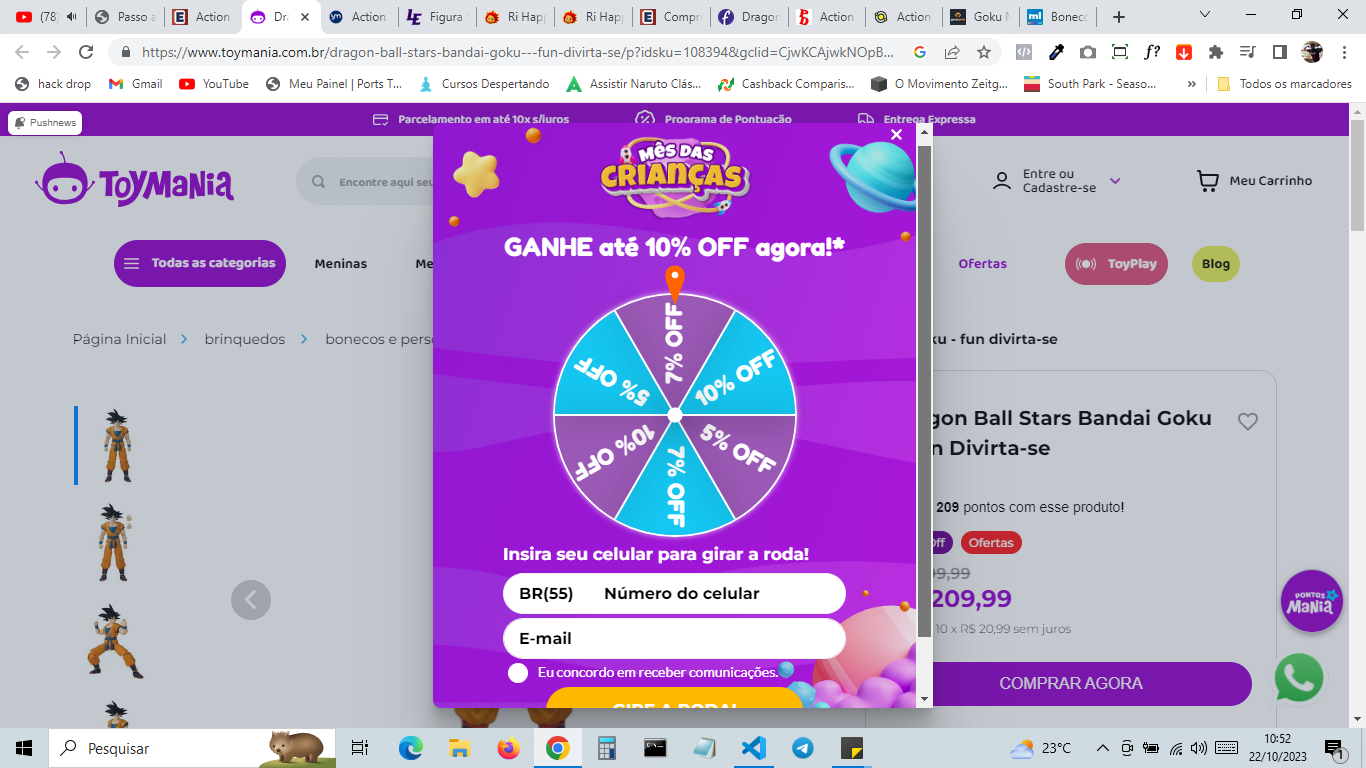 (78)
Passo a
Action
Dra
Action
Figura
Ri Happ
Ri Happ
Compr
Dragon
Action
Action
Goku N
Bonecc
https://www.toymania.com.br/dragon-ball-stars-bandai-goku---fun-divirta-se/p?idsku=108394&gclid=CjwKCAjwkNOpB...
hack drop
Gmail
YouTube
Meu Painel | Ports T...
Cursos Despertando
Assistir Naruto Clás...
Cashback Comparis...
O Movimento Zeitg...
South Park - Seaso...
»
Todos os marcadores
Pushnews
Parcelamento em até 10x s/juros
Programa de Pontuação
Entrega Expressa
TOYMANIA
Encontre aqui seu
Entre ou
Cadastre-se
Meu Carrinho
MÊS DAS
CRIANÇAS
GANHE até 10% OFF agora!*
Todas as categorias
Meninas
Me
Ofertas
ToyPlay
Blog
Página Inicial
brinquedos
bonecos e perso
ku - fun divirta-se
7% OFF
10% OFF
5% OFF
7% OFF
10% OFF
5% OFF
gon Ball Stars Bandai Goku
n Divirta-se
209 pontos com esse produto!
Off
Ofertas
99,99
209,99
10 x R$ 20,99 sem juros
COMPRAR AGORA
PONTOS
MANIA
Insira seu celular para girar a roda!
BR(55)
Número do celular
E-mail
Eu concordo em receber comunicações.
GIRE A RODA!
Pesquisar
23°C
10:52
22/10/2023
1